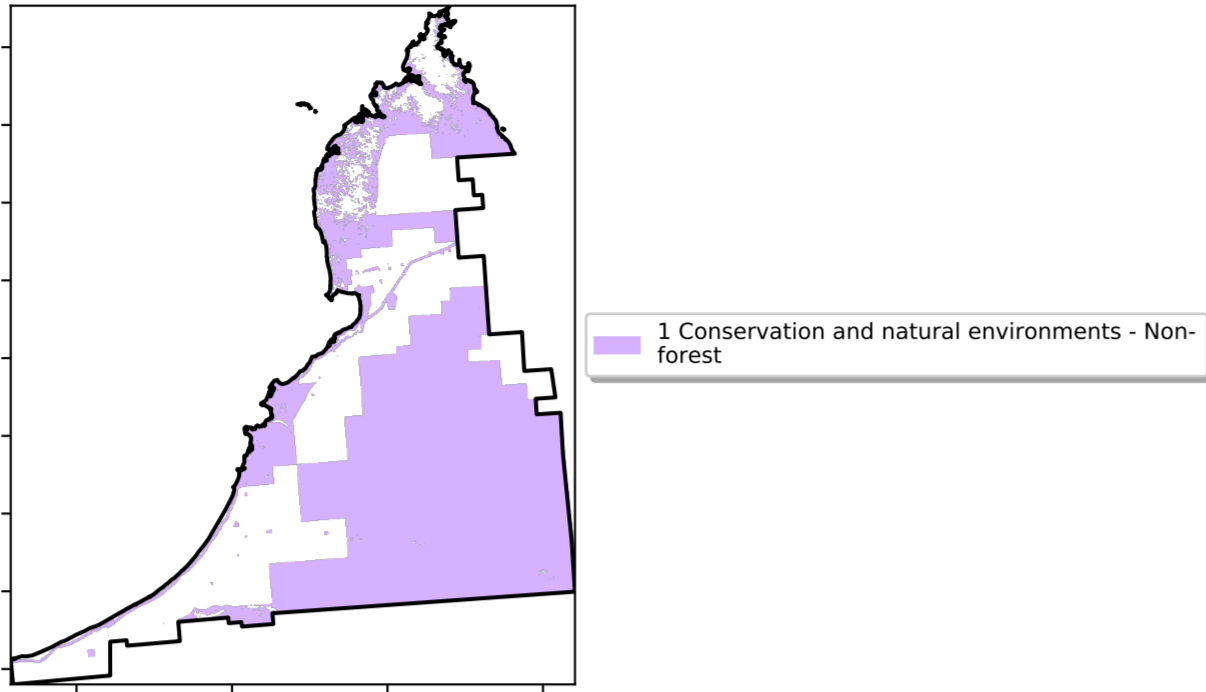 1 Conservation and natural environments - Non-
forest